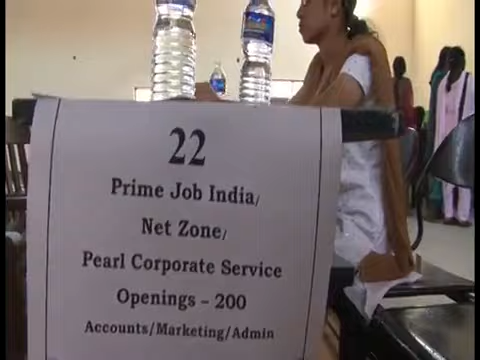 22
Prime Job India/
Net Zone/
Pearl Corporate Service
Openings – 200
Accounts/Marketing/Admin